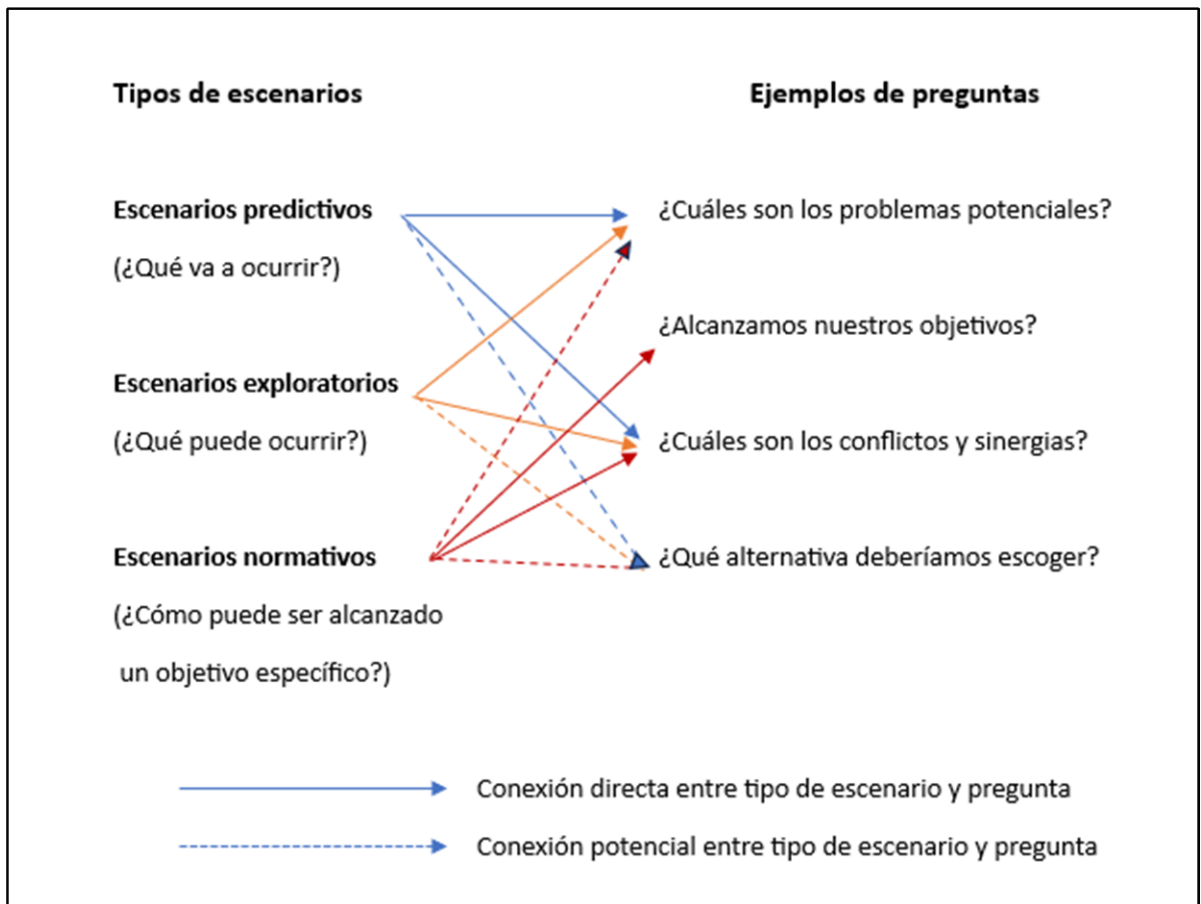 Tipos de escenarios
Ejemplos de preguntas
Escenarios predictivos
(¿Qué va a ocurrir?)
Escenarios exploratorios
(¿Qué puede ocurrir?)
Escenarios normativos
(¿Cómo puede ser alcanzado
un objetivo específico?)
¿Cuáles son los problemas potenciales?
¿Alcanzamos nuestros objetivos?
¿Cuáles son los conflictos y sinergias?
¿Qué alternativa deberíamos escoger?
Conexión directa entre tipo de escenario y pregunta
Conexión potencial entre tipo de escenario y pregunta